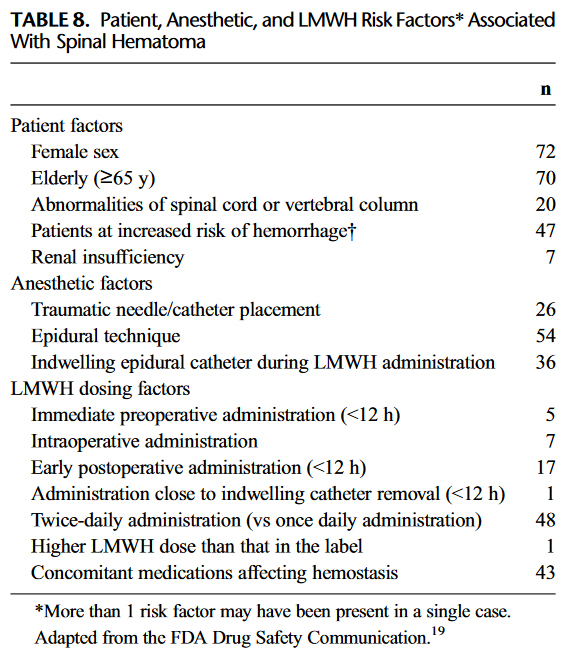 TABLE 8. Patient, Anesthetic, and LMWH Risk Factors* Associated
With Spinal Hematoma
n
Patient factors
Female sex 72
Elderly (≥65 y) 70
Abnormalities of spinal cord or vertebral column 20
Patients at increased risk of hemorrhage† 47
Renal insufficiency 7
Anesthetic factors
Traumatic needle/catheter placement 26
Epidural technique 54
Indwelling epidural catheter during LMWH administration 36
LMWH dosing factors
Immediate preoperative administration (<12 h) 5
Intraoperative administration 7
Early postoperative administration (<12 h) 17
Administration close to indwelling catheter removal (<12 h) 1
Twice-daily administration (vs once daily administration) 48
Higher LMWH dose than that in the label 1
Concomitant medications affecting hemostasis 43
*More than 1 risk factor may have been present in a single case.
Adapted from the FDA Drug Safety Communication.19